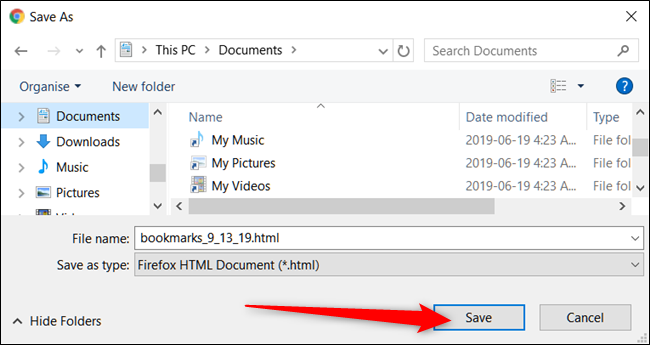 Save As
This PC > Documents >
Search Documents
Organise New folder
?
Name Date modified Type
Documents
Downloads
Music
Pictures
My Music 2019-06-19 4:23 A... File fol
My Pictures 2019-06-19 4:23 A... File fol
My Videos 2019-06-19 4:23 A... File fol
File name: bookmarks_9_13_19.html
Save as type: Firefox HTML Document (*.html)
Hide Folders
Save
Cancel